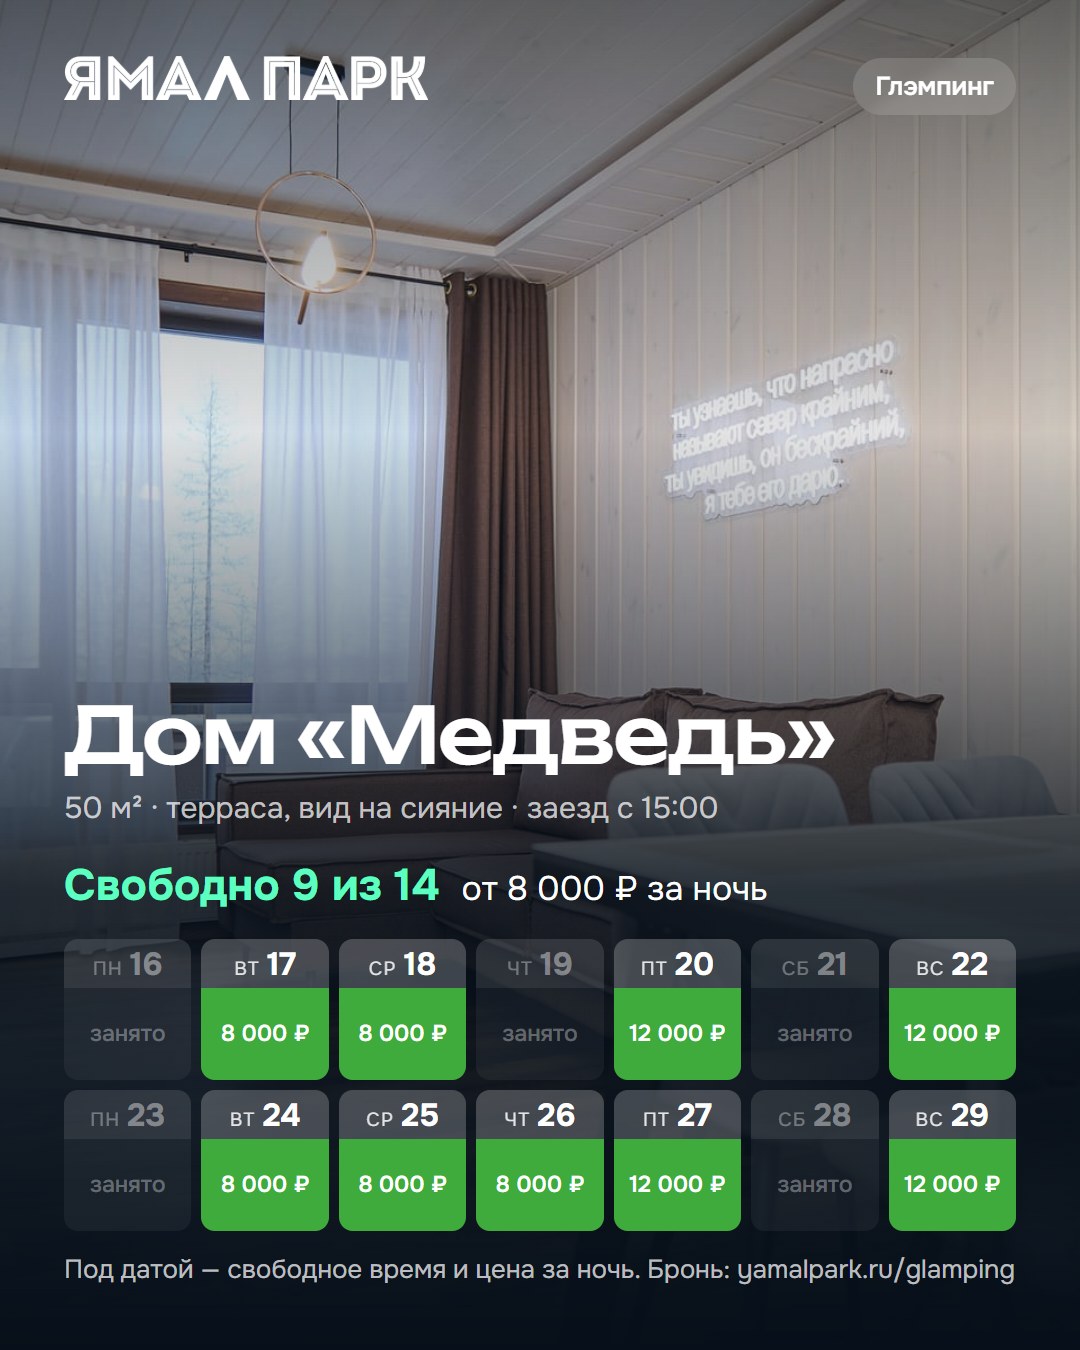 ЯМАЛ ПАРК
Глэмпинг
ты узнаешь, что напрасно
называют север крайним,
ты увидишь, он бескрайний,
я тебе его дарю.
Дом «Медведь»
50 м² · терраса, вид на сияние · заезд с 15:00
Свободно 9 из 14 от 8 000 ₽ за ночь
ПН 16 ВТ 17 СР 18 ЧТ 19 ПТ 20 СБ 21 ВС 22
занято 8 000 ₽ 8 000 ₽ занято 12 000 ₽ занято 12 000 ₽
ПН 23 ВТ 24 СР 25 ЧТ 26 ПТ 27 СБ 28 ВС 29
занято 8 000 ₽ 8 000 ₽ 8 000 ₽ 12 000 ₽ занято 12 000 ₽
Под датой — свободное время и цена за ночь. Бронь: yamalpark.ru/glamping